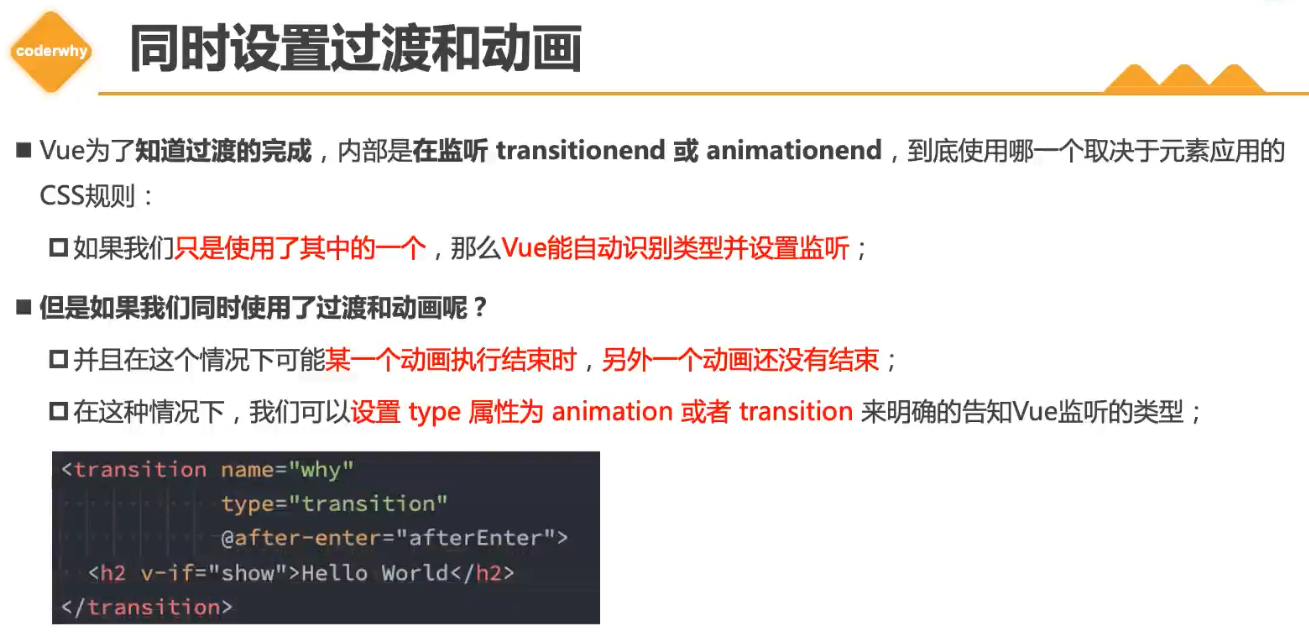 coderwhy
同时设置过渡和动画
■ Vue为了知道过渡的完成，内部是在监听 transitionend 或 animationend，到底使用哪一个取决于元素应用的
CSS规则：
如果我们只是使用了其中的一个，那么Vue能自动识别类型并设置监听；
■ 但是如果我们同时使用了过渡和动画呢？
并且在这个情况下可能某一个动画执行结束时，另外一个动画还没有结束；
在这种情况下，我们可以设置 type 属性为 animation 或者 transition 来明确的告知Vue监听的类型；
<transition name="why"
type="transition"
@after-enter="afterEnter">
<h2 v-if="show">Hello World</h2>
</transition>